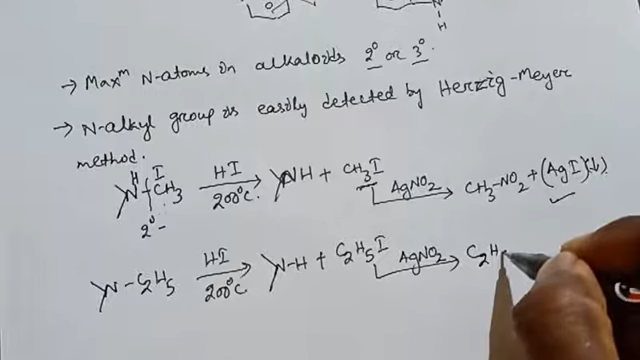 H
→ Maxᵐ N-atoms in alkaloids 2° or 3°.
→ N-alkyl group is easily detected by Herzig-Meyer
method.
H I
N-CH₃ HI 200°C. NH + CH₃I AgNO₂ CH₃-NO₂ + (AgI)(↓)
2°-
N-C₂H₅ HI 200°C N-H + C₂H₅I AgNO₂ C₂H